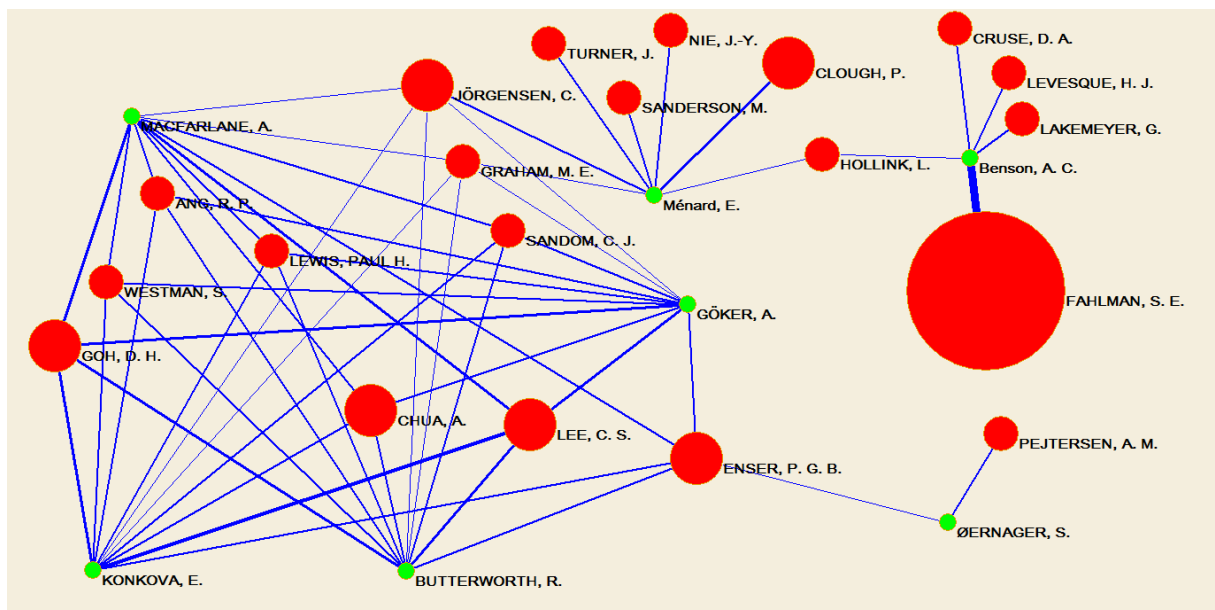 CRUSE, D. A.
NIE, J.-Y.
TURNER, J.
CLOUGH, P.
LEVESQUE, H. J.
JÖRGENSEN, C.
SANDERSON, M.
MACFARLANE, A.
LAKEMEYER, G.
HOLLINK, L.
GRAHAM, M. E.
Benson, A. C.
ANG, R. P.
Ménard, E.
SANDOM, C. J.
LEWIS, PAUL H.
WESTMAN, S.
FAHLMAN, S. E.
GÖKER, A.
GOH, D. H.
CHUA, A.
LEE, C. S.
PEJTERSEN, A. M.
ENSER, P. G. B.
ØERNAGER, S.
KONKOVA, E.
BUTTERWORTH, R.